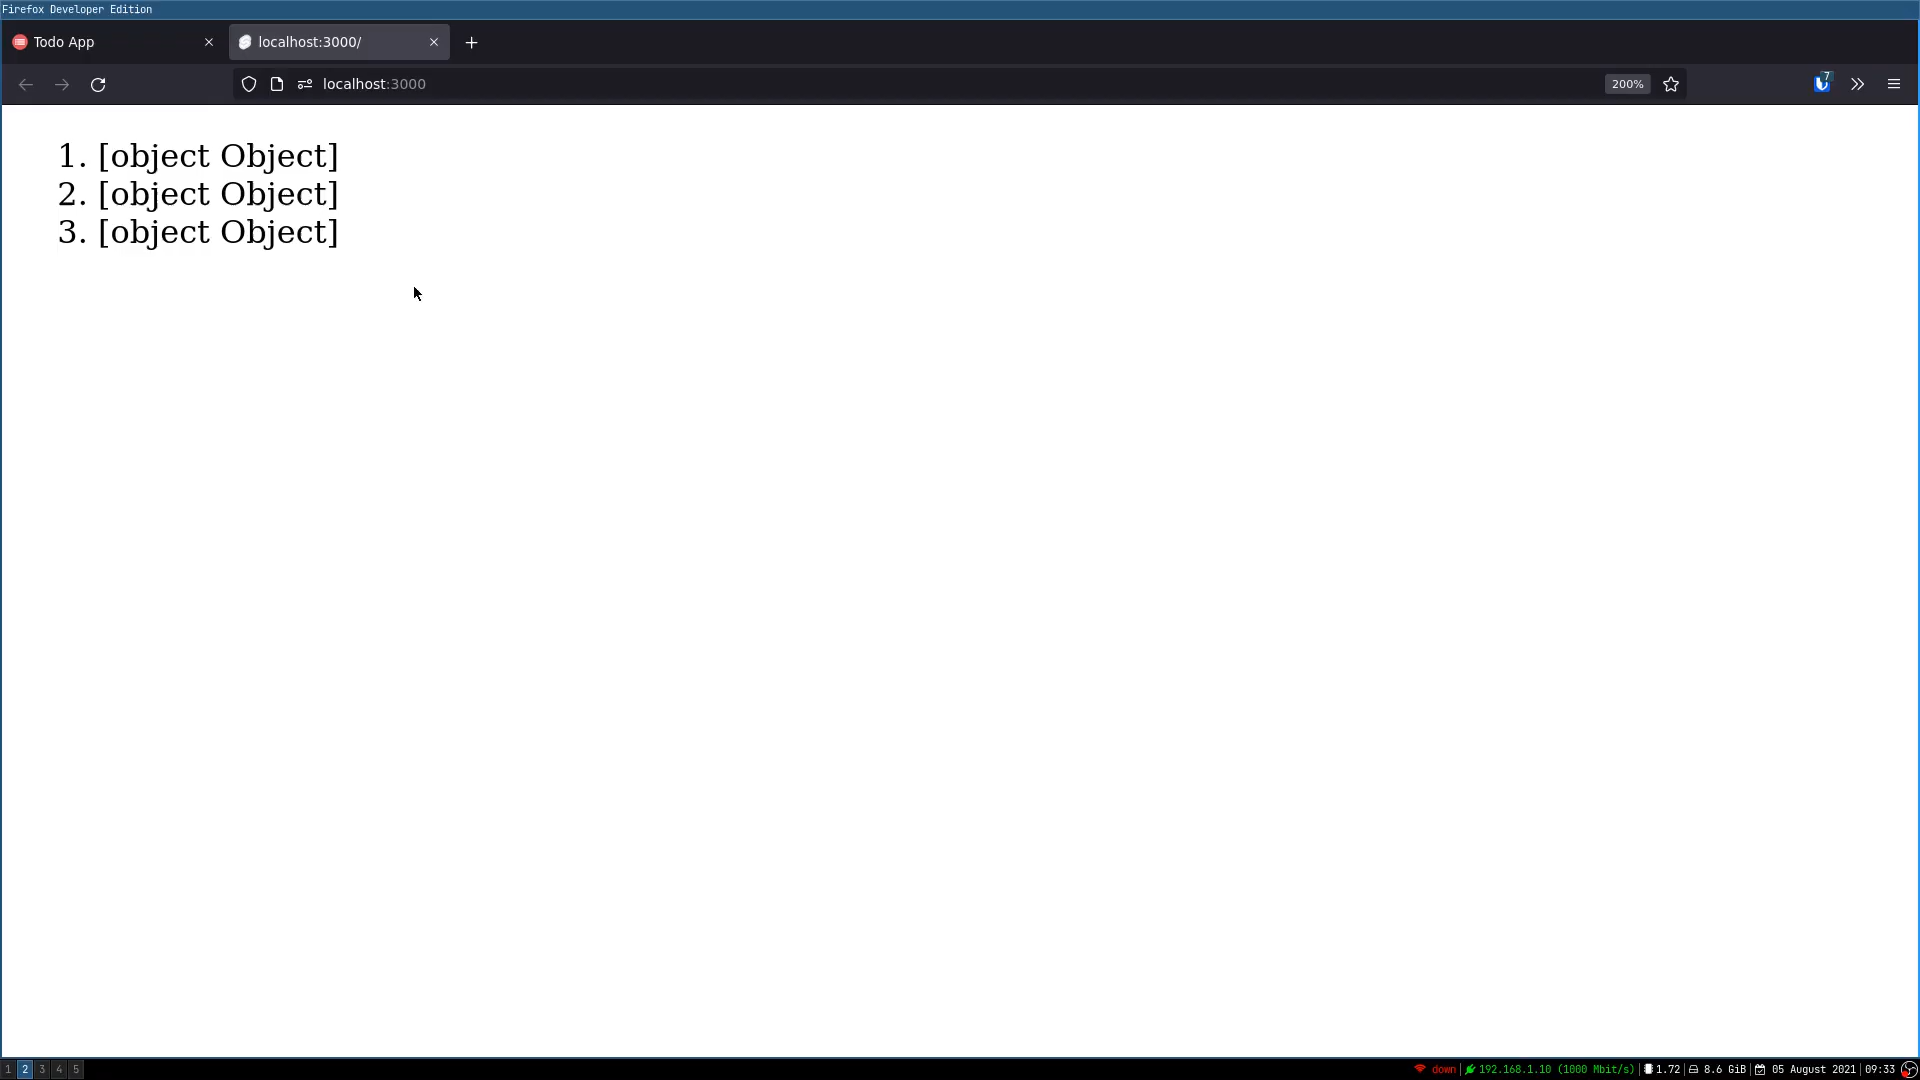 Firefox Developer Edition
Todo App
localhost:3000/
localhost:3000
200%
7
1. [object Object]
2. [object Object]
3. [object Object]
1 2 3 4 5
down 192.168.1.10 (1000 Mbit/s) 1.72 8.6 GiB 05 August 2021 09:33